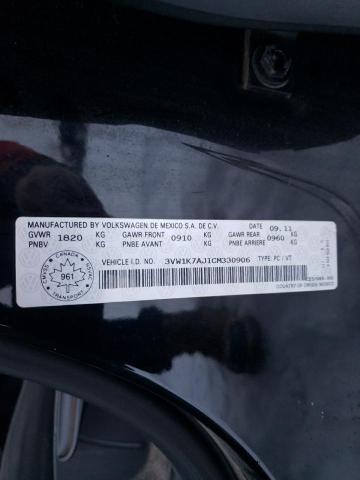 MANUFACTURED BY VOLKSWAGEN DE MEXICO S.A. DE C.V. 09.11
GVWR 1820 KG GAWR FRONT 0910 KG GAWR REAR 0960 KG
PNBV KG PNBE AVANT KG PNBE ARRIERE KG
VEHICLE I.D. NO. 3VW1K7AJ1CM330906 TYPE PC / VT
CANADA
961
CMVSS
NSVAC
COUNTRY OF ORIGIN MEXICO